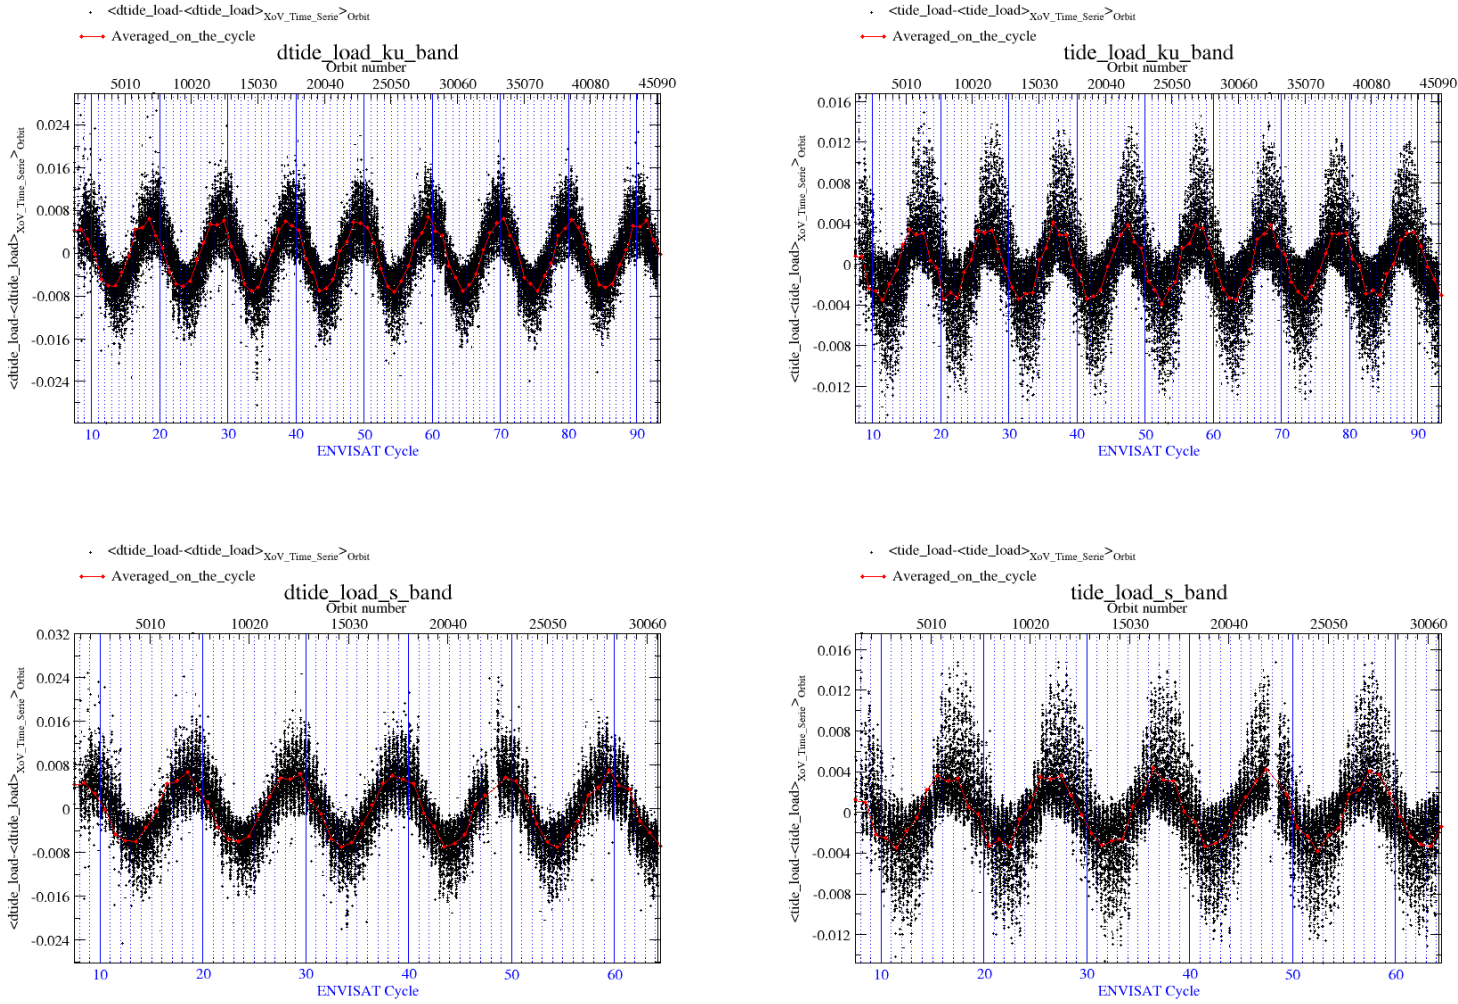 <dtide_load-<dtide_load>XoV_Time_Serie>Orbit
Averaged_on_the_cycle
dtide_load_ku_band
Orbit number
5010 10020 15030 20040 25050 30060 35070 40080 45090
<dtide_load-<dtide_load>XoV_Time_Serie>Orbit
0.024
0.016
0.008
0
-0.008
-0.016
-0.024
10 20 30 40 50 60 70 80 90
ENVISAT Cycle
<tide_load-<tide_load>XoV_Time_Serie>Orbit
Averaged_on_the_cycle
tide_load_ku_band
Orbit number
5010 10020 15030 20040 25050 30060 35070 40080 45090
<tide_load-<tide_load>XoV_Time_Serie>Orbit
0.016
0.012
0.008
0.004
0
-0.004
-0.008
-0.012
10 20 30 40 50 60 70 80 90
ENVISAT Cycle
<dtide_load-<dtide_load>XoV_Time_Serie>Orbit
Averaged_on_the_cycle
dtide_load_s_band
Orbit number
5010 10020 15030 20040 25050 30060
<dtide_load-<dtide_load>XoV_Time_Serie>Orbit
0.032
0.024
0.016
0.008
0
-0.008
-0.016
-0.024
10 20 30 40 50 60
ENVISAT Cycle
<tide_load-<tide_load>XoV_Time_Serie>Orbit
Averaged_on_the_cycle
tide_load_s_band
Orbit number
5010 10020 15030 20040 25050 30060
<tide_load-<tide_load>XoV_Time_Serie>Orbit
0.016
0.012
0.008
0.004
0
-0.004
-0.008
-0.012
10 20 30 40 50 60
ENVISAT Cycle